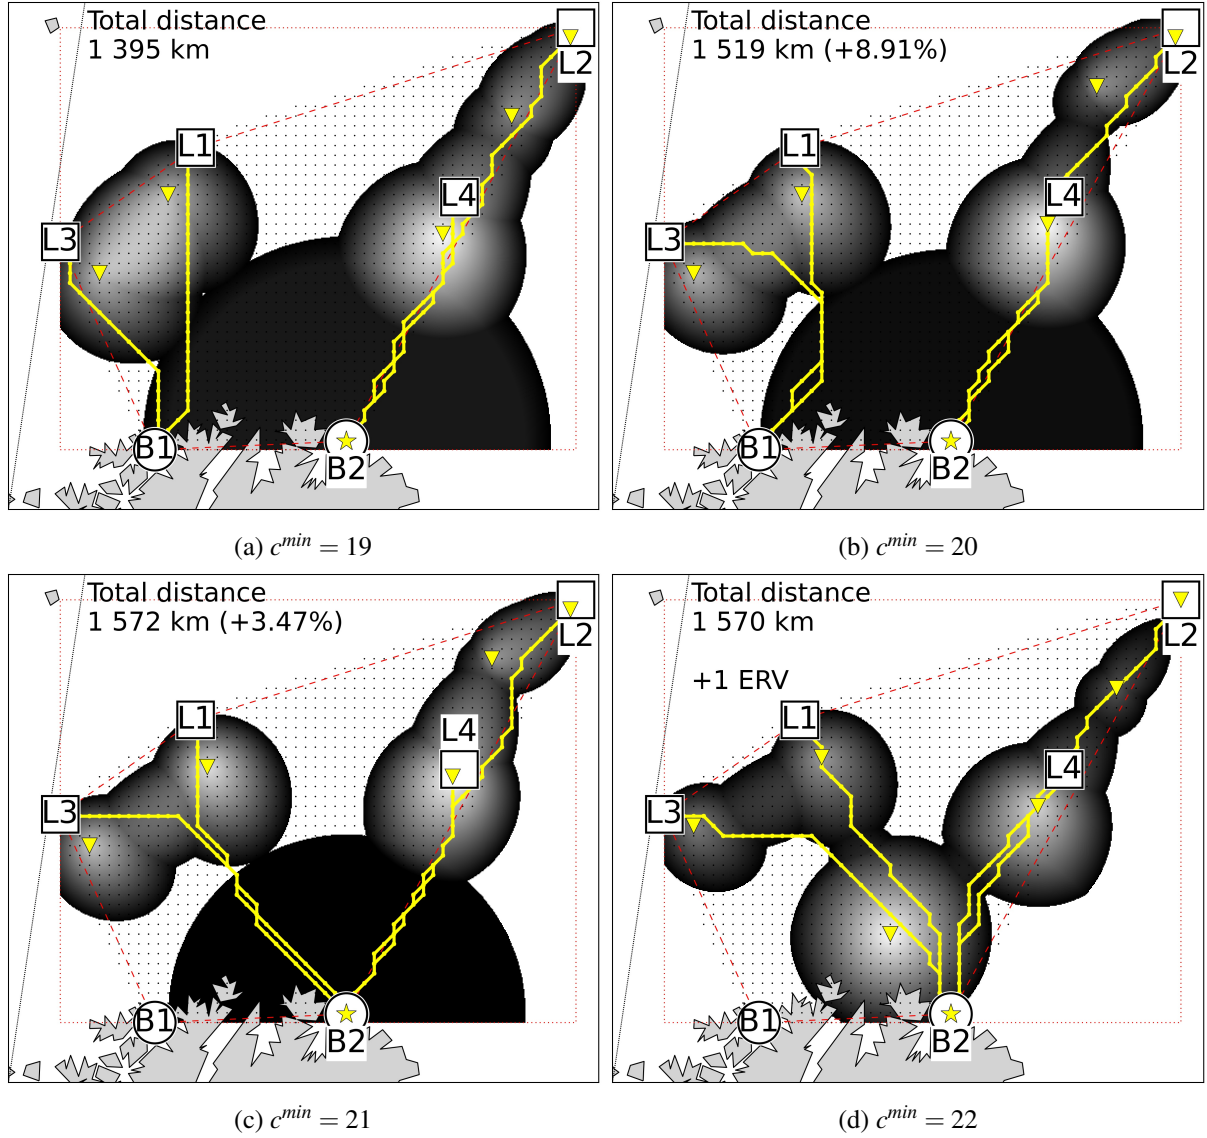 Total distance
1 395 km
L2
L1
L4
L3
B1
B2
(a) c^min = 19
Total distance
1 519 km (+8.91%)
L2
L1
L4
L3
B1
B2
(b) c^min = 20
Total distance
1 572 km (+3.47%)
L2
L1
L4
L3
B1
B2
(c) c^min = 21
Total distance
1 570 km
+1 ERV
L2
L1
L4
L3
B1
B2
(d) c^min = 22